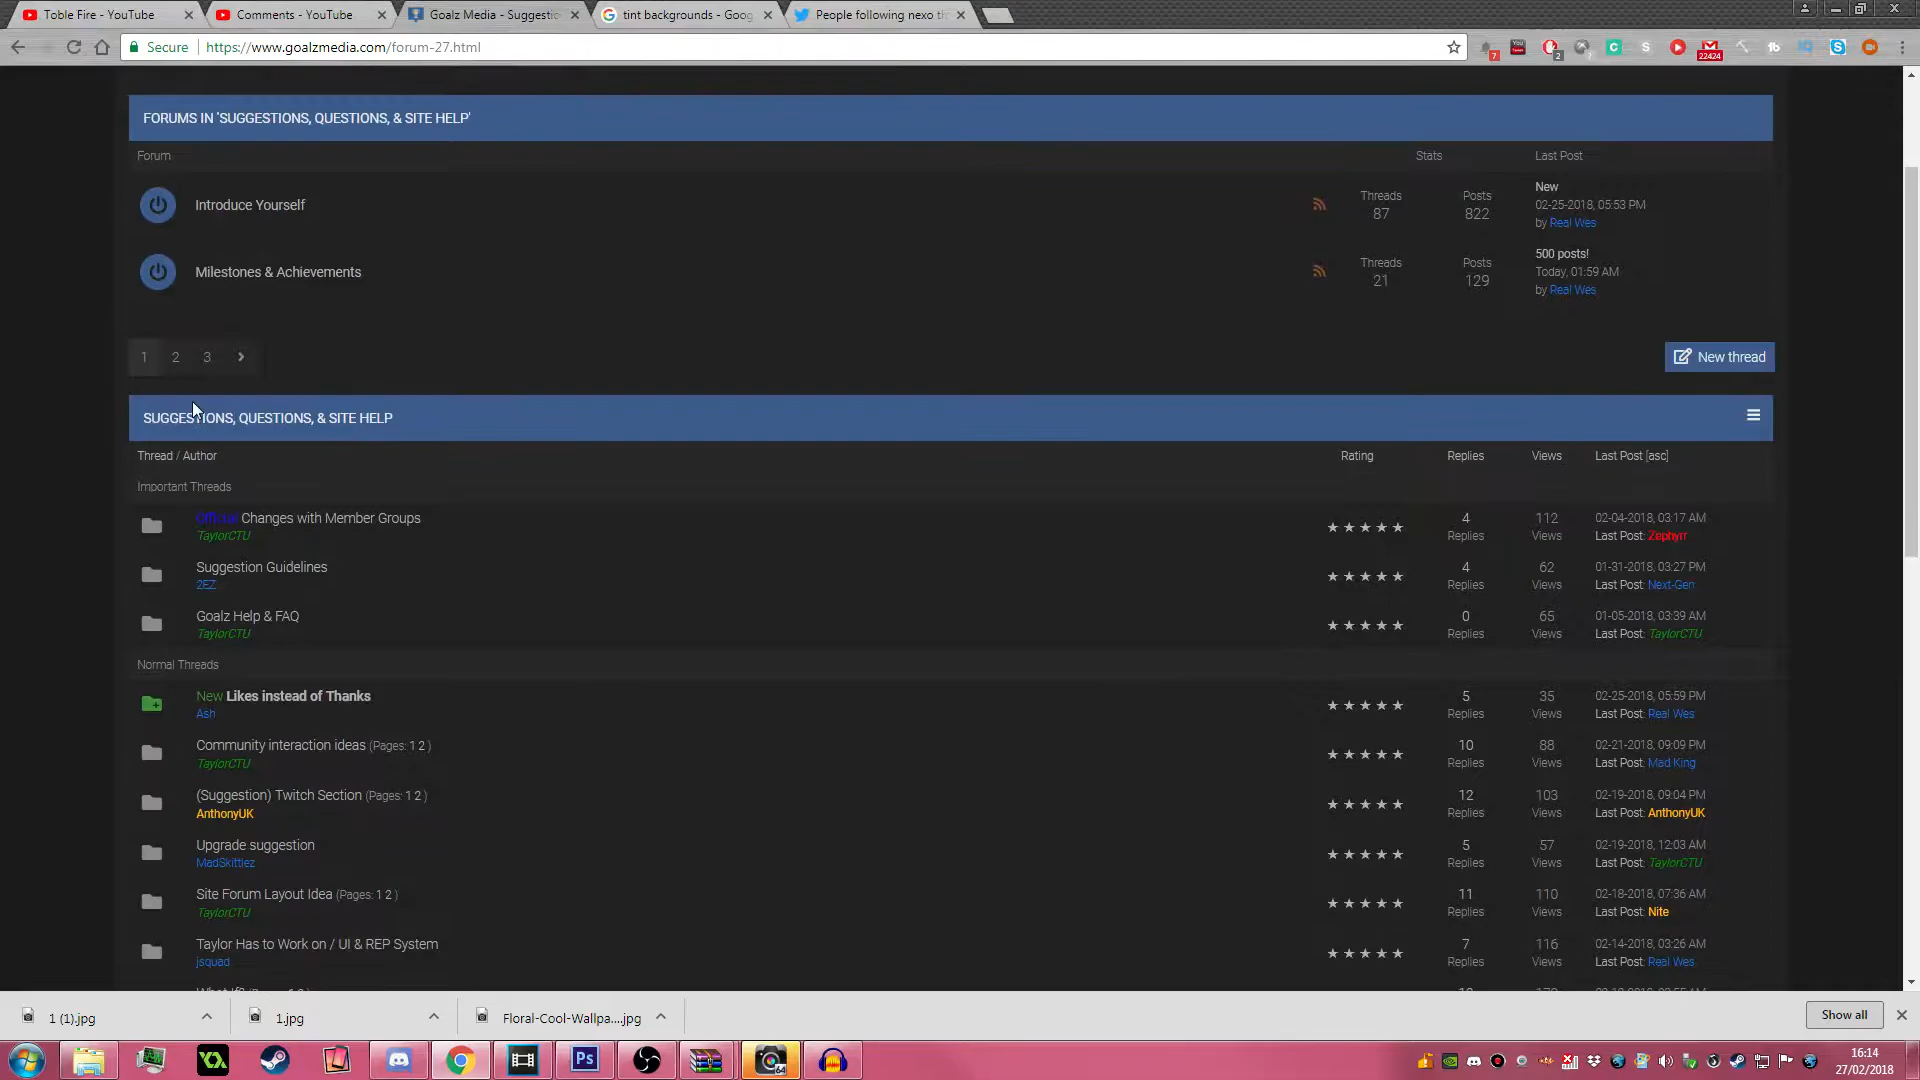 Toble Fire - YouTube
Comments - YouTube
Goalz Media - Suggestic
tint backgrounds - Goog
People following nexo th
Secure
https://www.goalzmedia.com/forum-27.html
7
2
22424
FORUMS IN 'SUGGESTIONS, QUESTIONS, & SITE HELP'
Forum Stats Last Post
Introduce Yourself
Threads
87
Posts
822
New
02-25-2018, 05:53 PM
by Real Wes
Milestones & Achievements
Threads
21
Posts
129
500 posts!
Today, 01:59 AM
by Real Wes
1 2 3
New thread
SUGGESTIONS, QUESTIONS, & SITE HELP
Thread / Author Rating Replies Views Last Post [asc]
Important Threads
Official Changes with Member Groups
TaylorCTU
4
Replies
112
Views
02-04-2018, 03:17 AM
Last Post: Zephyrr
Suggestion Guidelines
2EZ
4
Replies
62
Views
01-31-2018, 03:27 PM
Last Post: Next-Gen
Goalz Help & FAQ
TaylorCTU
0
Replies
65
Views
01-05-2018, 03:39 AM
Last Post: TaylorCTU
Normal Threads
New Likes instead of Thanks
Ash
5
Replies
35
Views
02-25-2018, 05:59 PM
Last Post: Real Wes
Community interaction ideas (Pages: 1 2 )
TaylorCTU
10
Replies
88
Views
02-21-2018, 09:09 PM
Last Post: Mad King
(Suggestion) Twitch Section (Pages: 1 2 )
AnthonyUK
12
Replies
103
Views
02-19-2018, 09:04 PM
Last Post: AnthonyUK
Upgrade suggestion
MadSkittlez
5
Replies
57
Views
02-19-2018, 12:03 AM
Last Post: TaylorCTU
Site Forum Layout Idea (Pages: 1 2 )
TaylorCTU
11
Replies
110
Views
02-18-2018, 07:36 AM
Last Post: Nite
Taylor Has to Work on / UI & REP System
jsquad
7
Replies
116
Views
02-14-2018, 03:26 AM
Last Post: Real Wes
1 (1).jpg
1.jpg
Floral-Cool-Wallpa....jpg
Show all
Ps
64
16:14
27/02/2018